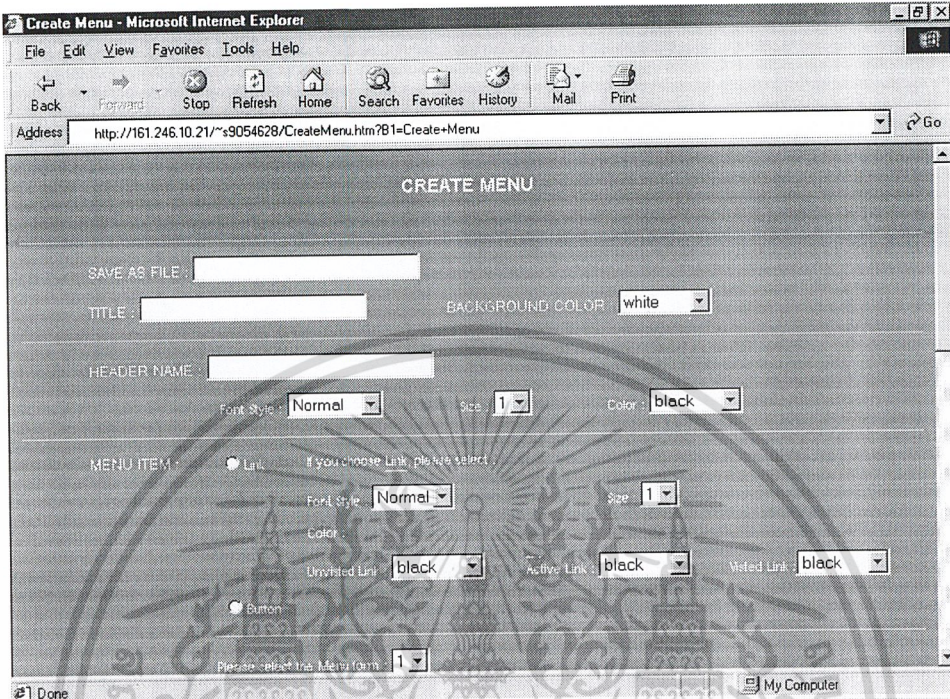 Create Menu - Microsoft Internet Explorer
File Edit View Favorites Tools Help
Back Forward Stop Refresh Home Search Favorites History Mail Print
Address http://161.246.10.21/~s9054628/CreateMenu.htm?B1=Create+Menu Go
CREATE MENU
SAVE AS FILE :
TITLE : BACKGROUND COLOR : white
HEADER NAME :
Font Style : Normal Size : 1 Color : black
MENU ITEM : Link If you choose Link, please select :
Font Style : Normal Size : 1
Color :
Unvisted Link : black Active Link : black Visted Link : black
Button
Please select the Menu form : 1
Done My Computer